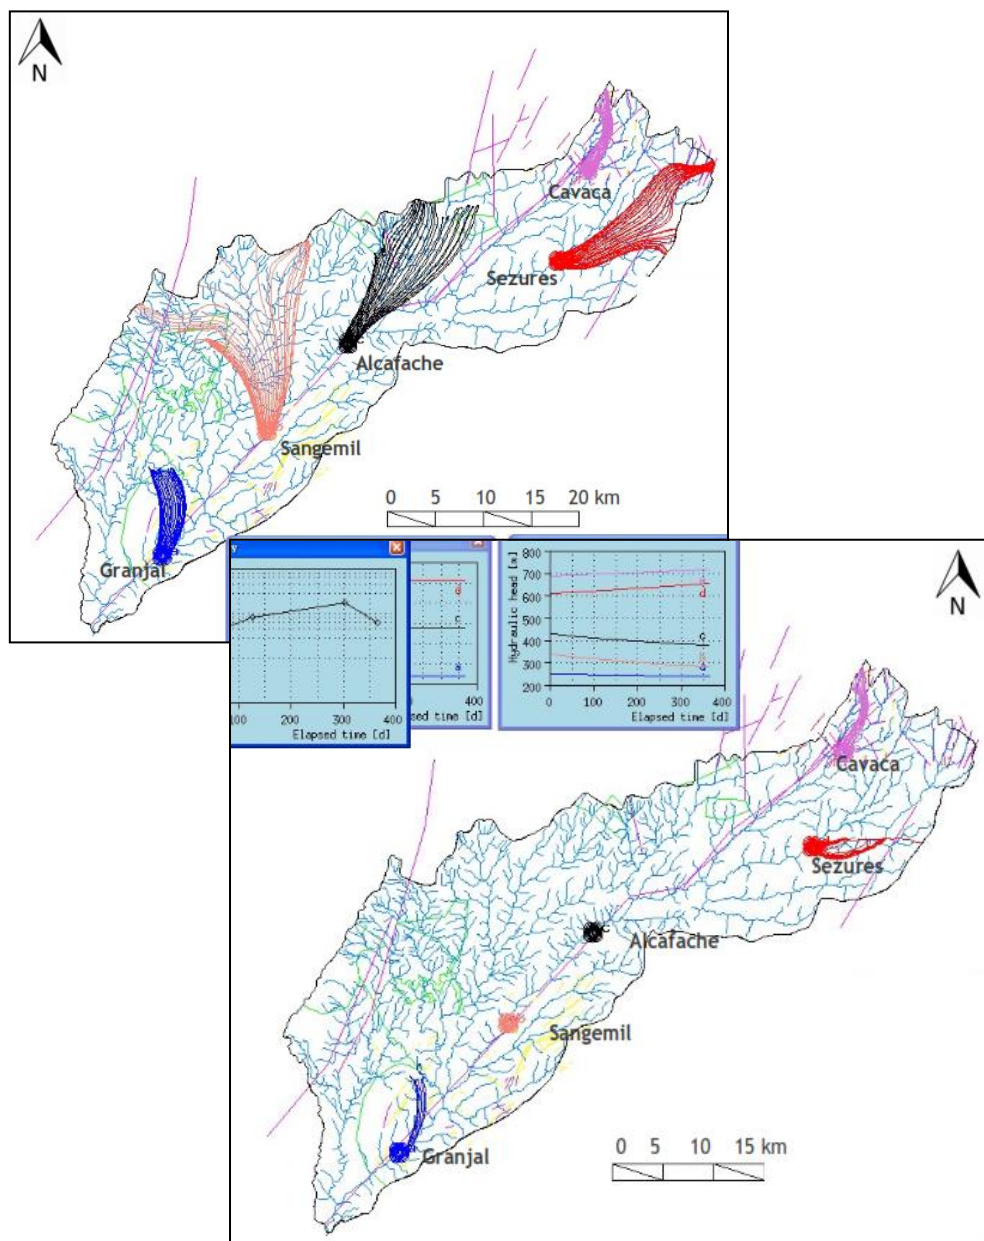 N
Cavaca
Sezures
Alcafache
Sangemil
0 5 10 15 20 km
Granjal
y
100 200 300 400
Elapsed time [d]
d
c
a
400
psed time [d]
Hydraulic head [m]
800
700
600
500
400
300
200
d
c
0 100 200 300 400
Elapsed time [d]
N
Cavaca
Sezures
Alcafache
Sangemil
Granjal
0 5 10 15 km